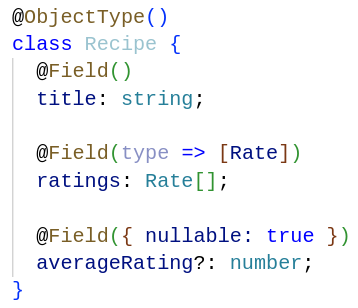 @ObjectType()
class Recipe {
  @Field()
  title: string;

  @Field(type => [Rate])
  ratings: Rate[];

  @Field({ nullable: true })
  averageRating?: number;
}